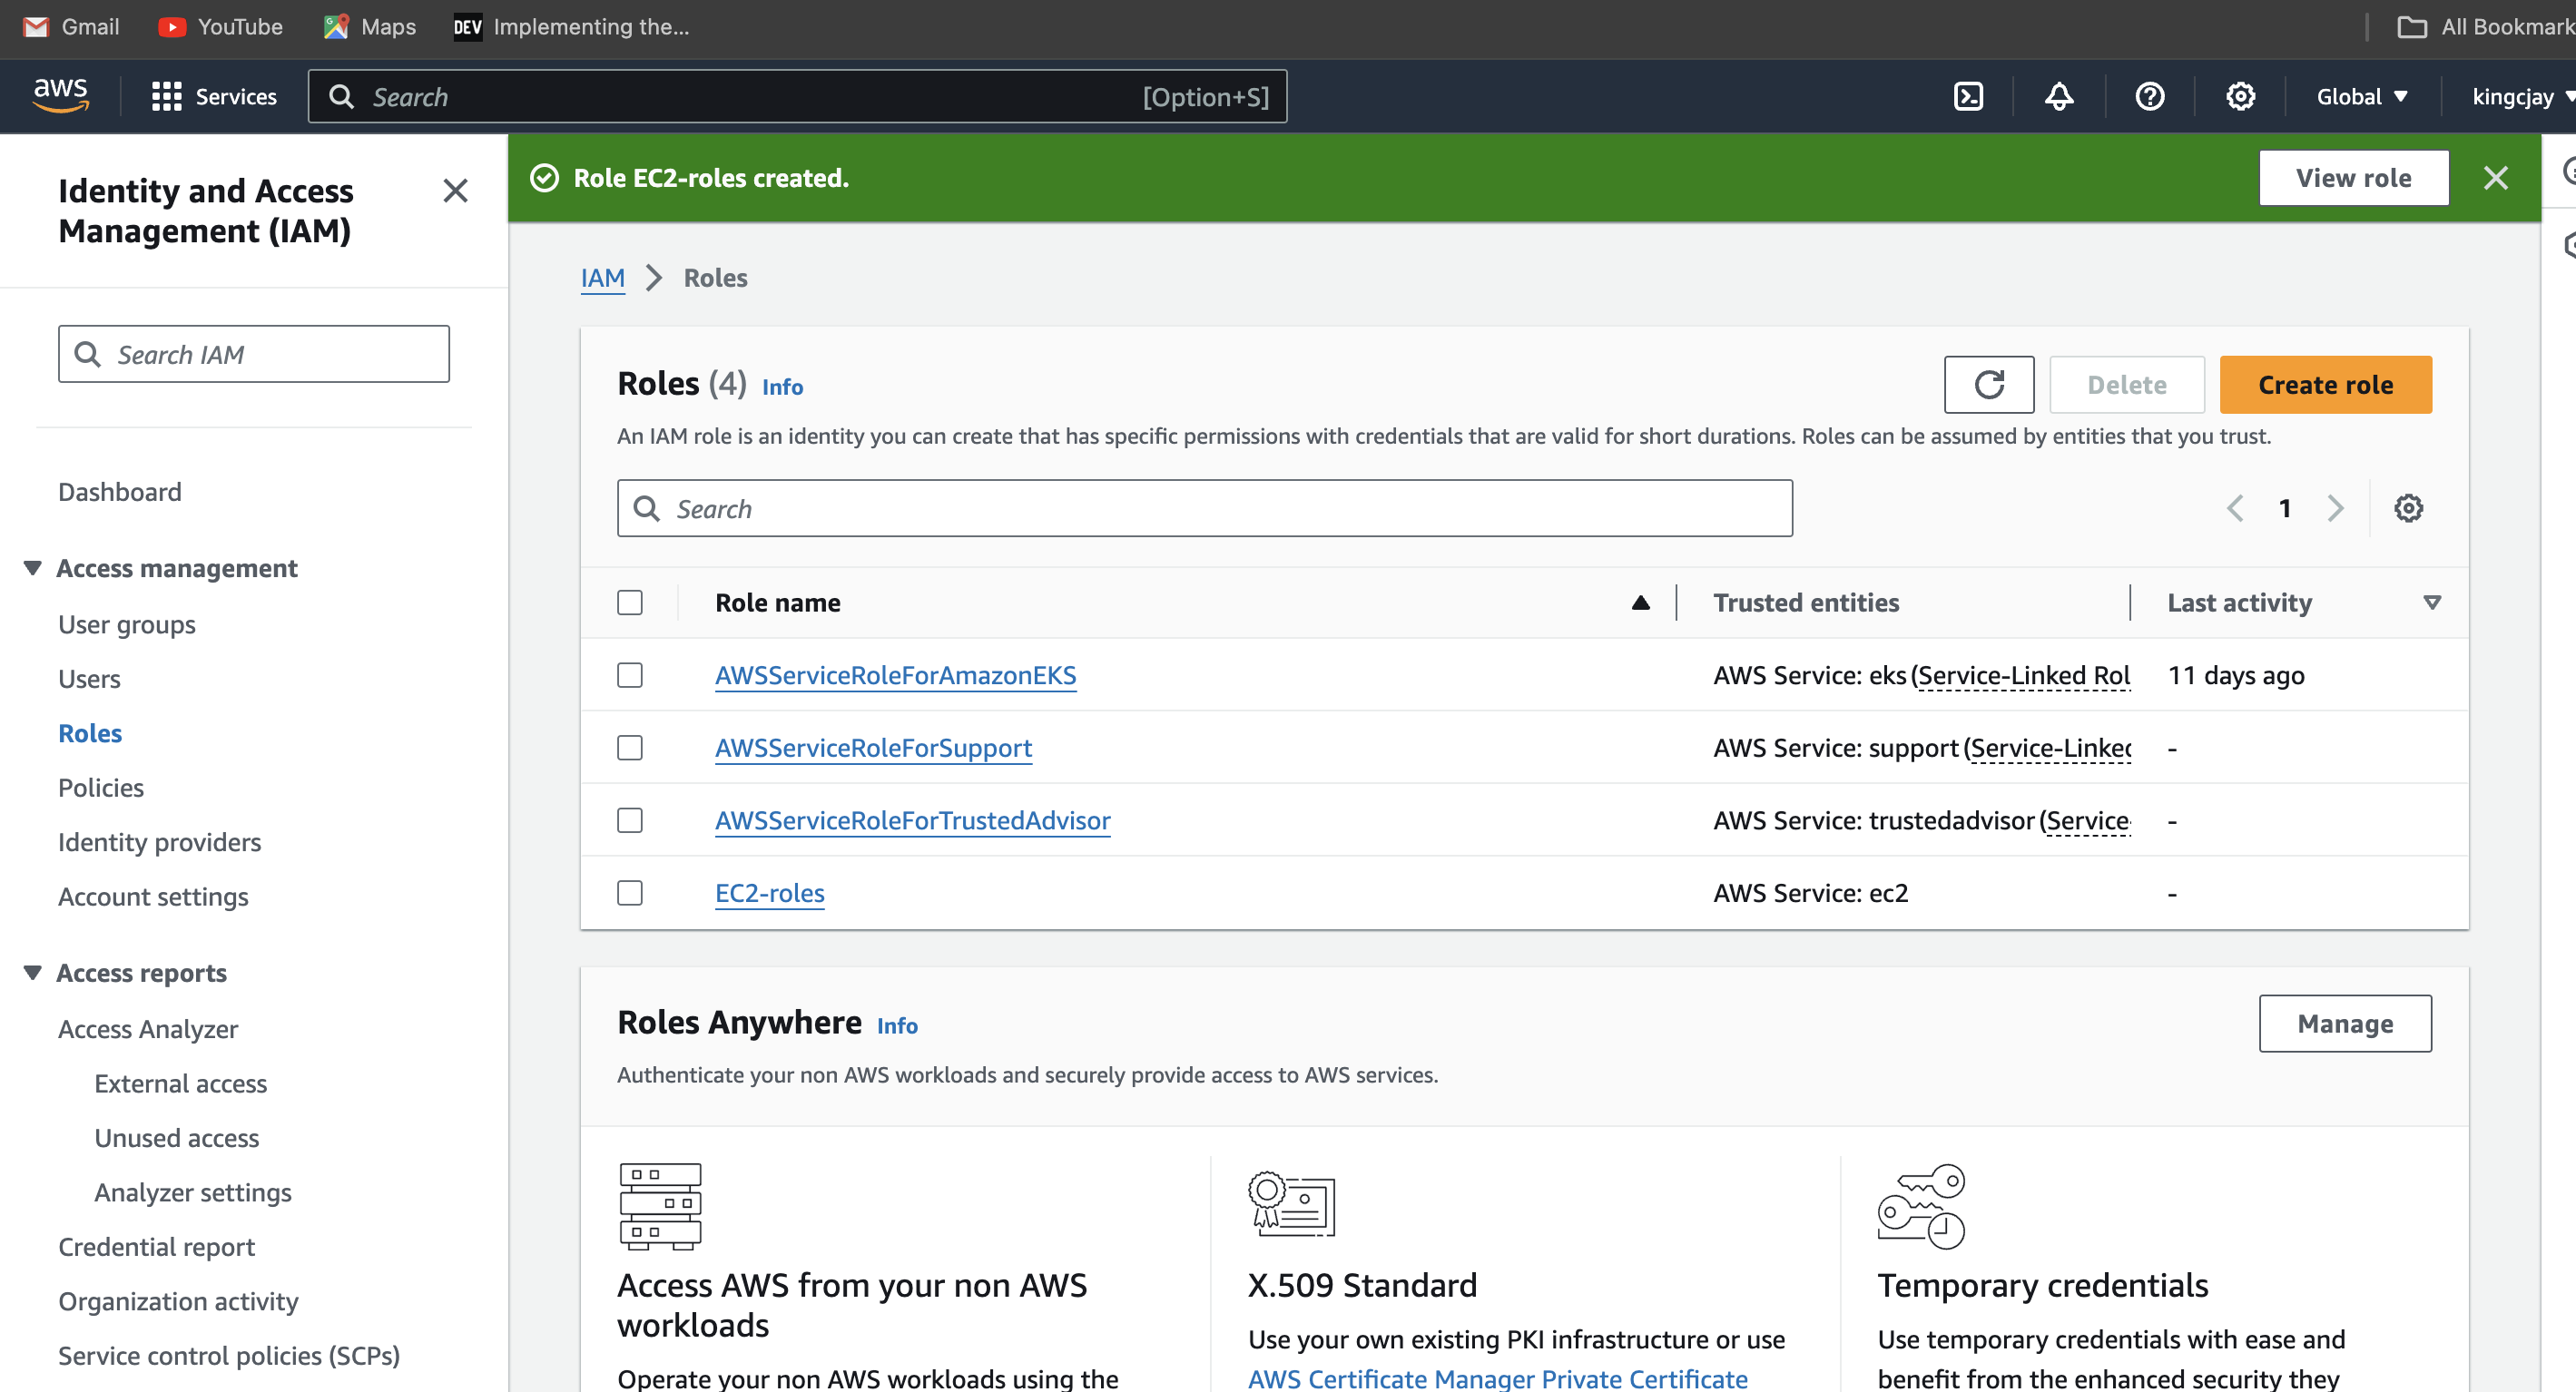 Gmail YouTube Maps DEV Implementing the... All Bookmark
aws Services Search [Option+S] Global kingcjay
Identity and Access
Management (IAM)
Search IAM
Dashboard
Access management
User groups
Users
Roles
Policies
Identity providers
Account settings
Access reports
Access Analyzer
External access
Unused access
Analyzer settings
Credential report
Organization activity
Service control policies (SCPs)
Role EC2-roles created. View role
IAM > Roles
Roles (4) Info Delete Create role
An IAM role is an identity you can create that has specific permissions with credentials that are valid for short durations. Roles can be assumed by entities that you trust.
Search 1
Role name Trusted entities Last activity
AWSServiceRoleForAmazonEKS AWS Service: eks (Service-Linked Rol 11 days ago
AWSServiceRoleForSupport AWS Service: support (Service-Linked -
AWSServiceRoleForTrustedAdvisor AWS Service: trustedadvisor (Service- -
EC2-roles AWS Service: ec2 -
Roles Anywhere Info Manage
Authenticate your non AWS workloads and securely provide access to AWS services.
Access AWS from your non AWS
workloads
Operate your non AWS workloads using the
X.509 Standard
Use your own existing PKI infrastructure or use
AWS Certificate Manager Private Certificate
Temporary credentials
Use temporary credentials with ease and
benefit from the enhanced security they